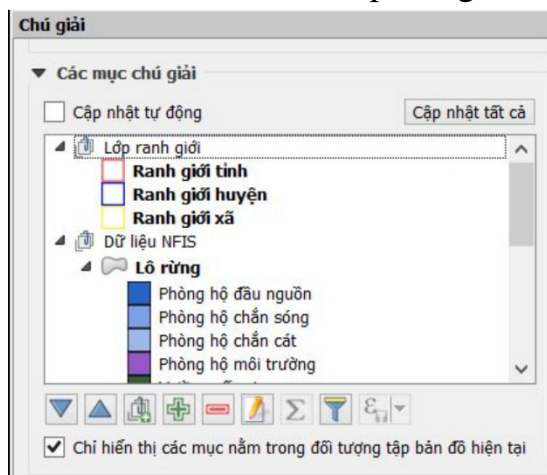 Chú giải
Các mục chú giải
Cập nhật tự động
Cập nhật tất cả
Lớp ranh giới
Ranh giới tỉnh
Ranh giới huyện
Ranh giới xã
Dữ liệu NFIS
Lô rừng
Phòng hộ đầu nguồn
Phòng hộ chắn sóng
Phòng hộ chắn cát
Phòng hộ môi trường
Σ
ε
Chỉ hiển thị các mục nằm trong đối tượng tập bản đồ hiện tại